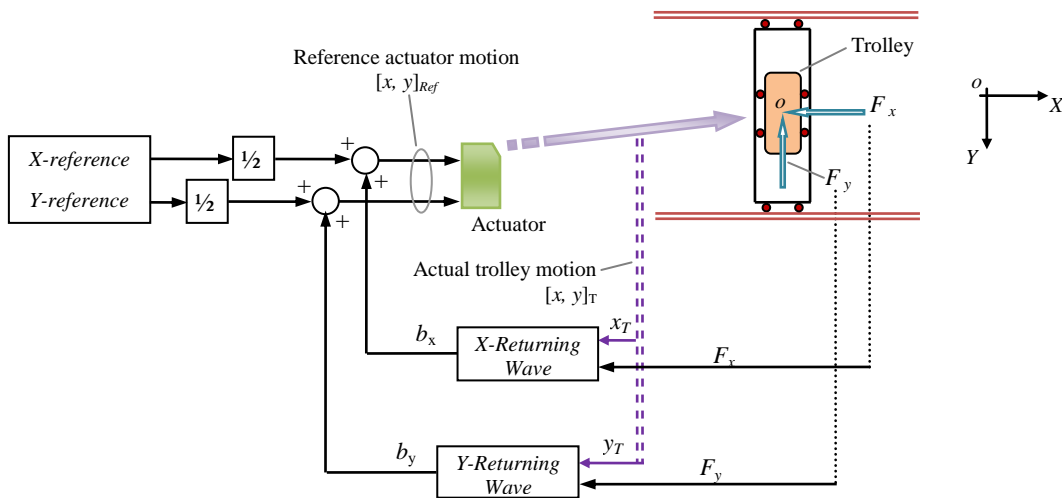 Reference actuator motion
[x, y]Ref
Trolley
o
X
Y
o
F x
F y
X-reference
Y-reference
½
½
+
+
+
+
Actuator
Actual trolley motion
[x, y]T
bx
X-Returning
Wave
xT
Fx
by
Y-Returning
Wave
yT
Fy